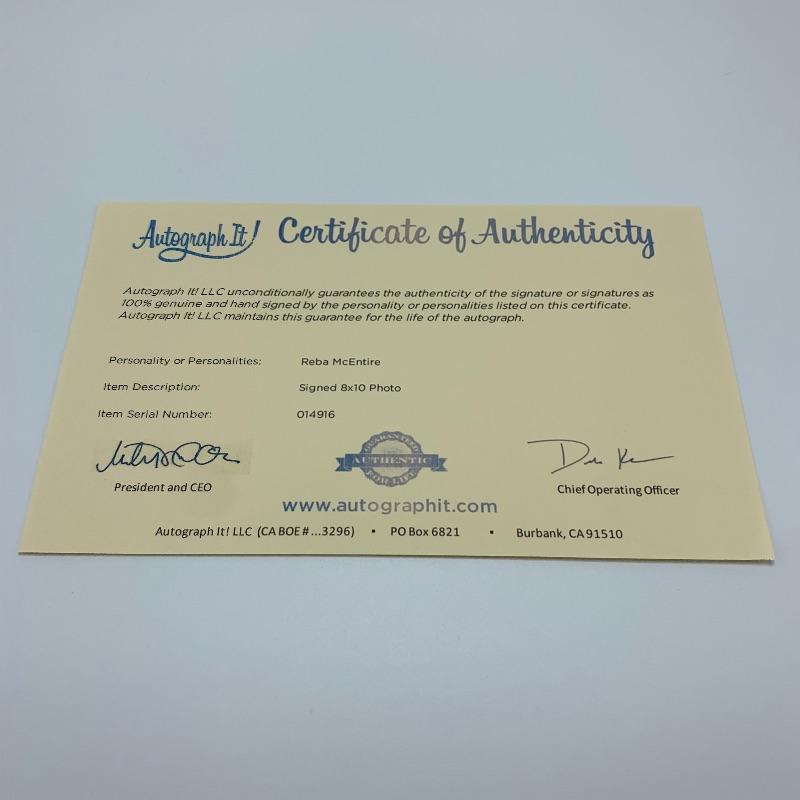 Autograph It! Certificate of Authenticity
Autograph It! LLC unconditionally guarantees the authenticity of the signature or signatures as
100% genuine and hand signed by the personality or personalities listed on this certificate.
Autograph It! LLC maintains this guarantee for the life of the autograph.
Personality or Personalities: Reba McEntire
Item Description: Signed 8x10 Photo
Item Serial Number: 014916
GUARANTEED
AUTHENTIC
FOR LIFE
President and CEO
Chief Operating Officer
www.autographit.com
Autograph It! LLC (CA BOE # ...3296) • PO Box 6821 • Burbank, CA 91510